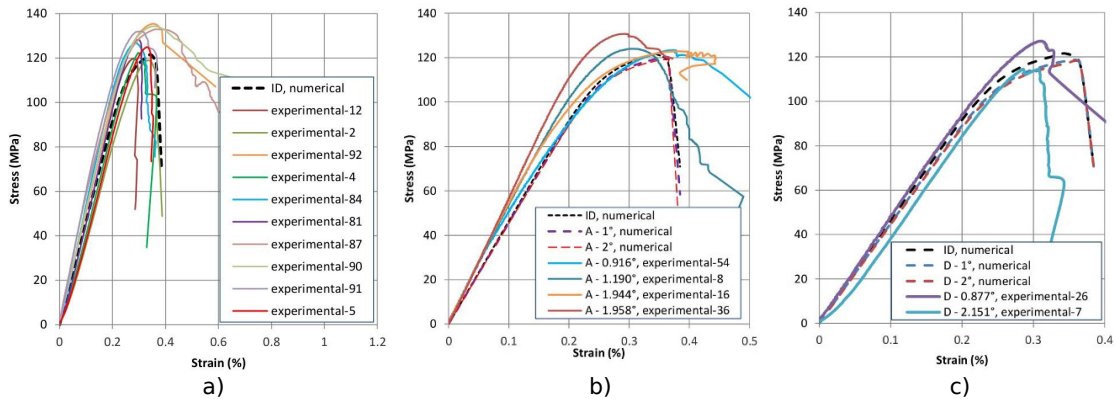 Stress (MPa)
140
120
100
80
60
40
20
0
0 0.2 0.4 0.6 0.8 1 1.2
Strain (%)
ID, numerical
experimental-12
experimental-2
experimental-92
experimental-4
experimental-84
experimental-81
experimental-87
experimental-90
experimental-91
experimental-5
a)
Stress (MPa)
140
120
100
80
60
40
20
0
0 0.1 0.2 0.3 0.4 0.5
Strain (%)
ID, numerical
A - 1°, numerical
A - 2°, numerical
A - 0.916°, experimental-54
A - 1.190°, experimental-8
A - 1.944°, experimental-16
A - 1.958°, experimental-36
b)
Stress (MPa)
140
120
100
80
60
40
20
0
0 0.1 0.2 0.3 0.4
Strain (%)
ID, numerical
D - 1°, numerical
D - 2°, numerical
D - 0.877°, experimental-26
D - 2.151°, experimental-7
c)